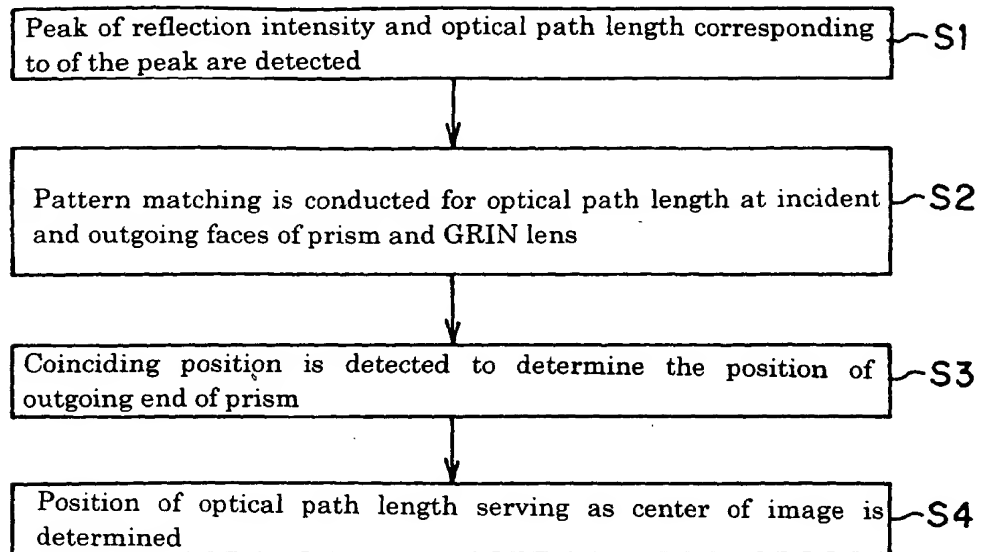 Peak of reflection intensity and optical path length corresponding
to of the peak are detected
S1
Pattern matching is conducted for optical path length at incident
and outgoing faces of prism and GRIN lens
S2
Coinciding position is detected to determine the position of
outgoing end of prism
S3
Position of optical path length serving as center of image is
determined
S4